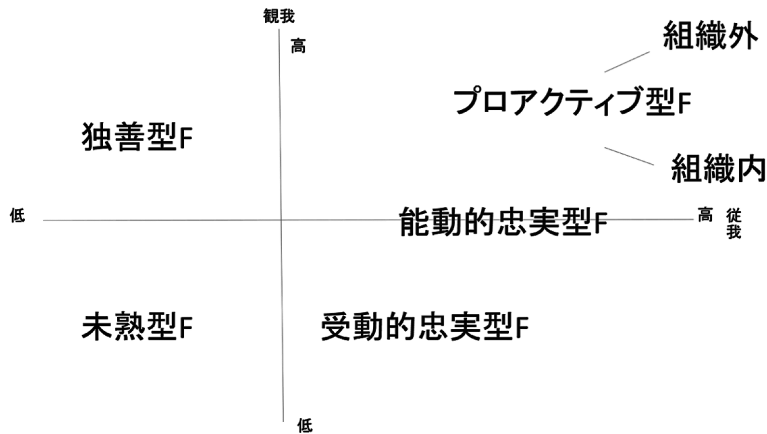 観我
高
組織外
プロアクティブ型F
独善型F
組織内
低
能動的忠実型F
高
従我
未熟型F
受動的忠実型F
低